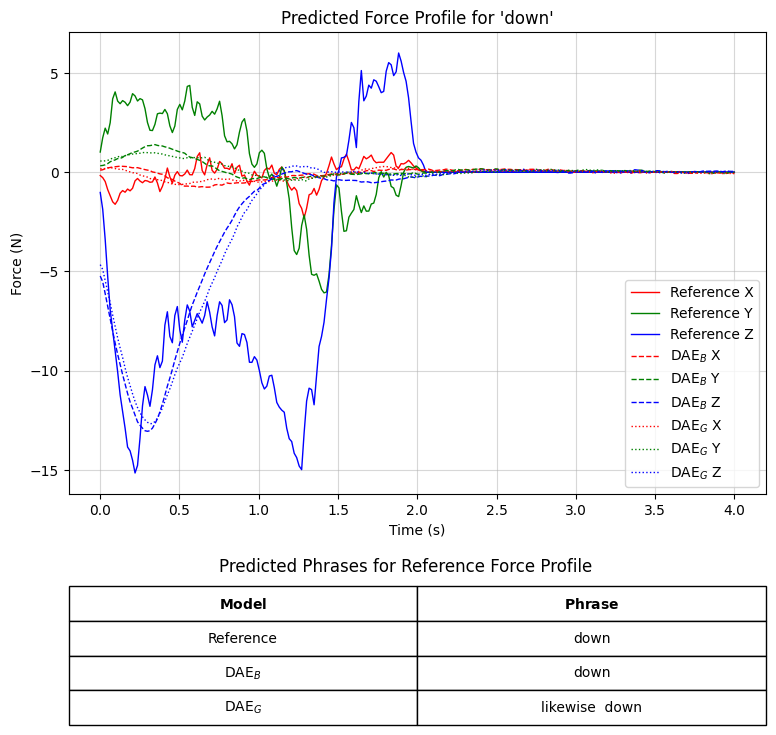 Predicted Force Profile for 'down'
Force (N)
5
0
−5
−10
−15
0.0 0.5 1.0 1.5 2.0 2.5 3.0 3.5 4.0
Time (s)
Reference X
Reference Y
Reference Z
DAE_B X
DAE_B Y
DAE_B Z
DAE_G X
DAE_G Y
DAE_G Z
Predicted Phrases for Reference Force Profile
Model Phrase
Reference down
DAE_B down
DAE_G likewise  down